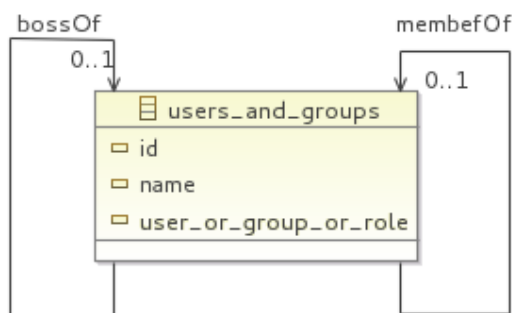 bossOf
membefOf
0..1
0..1
users_and_groups
id
name
user_or_group_or_role